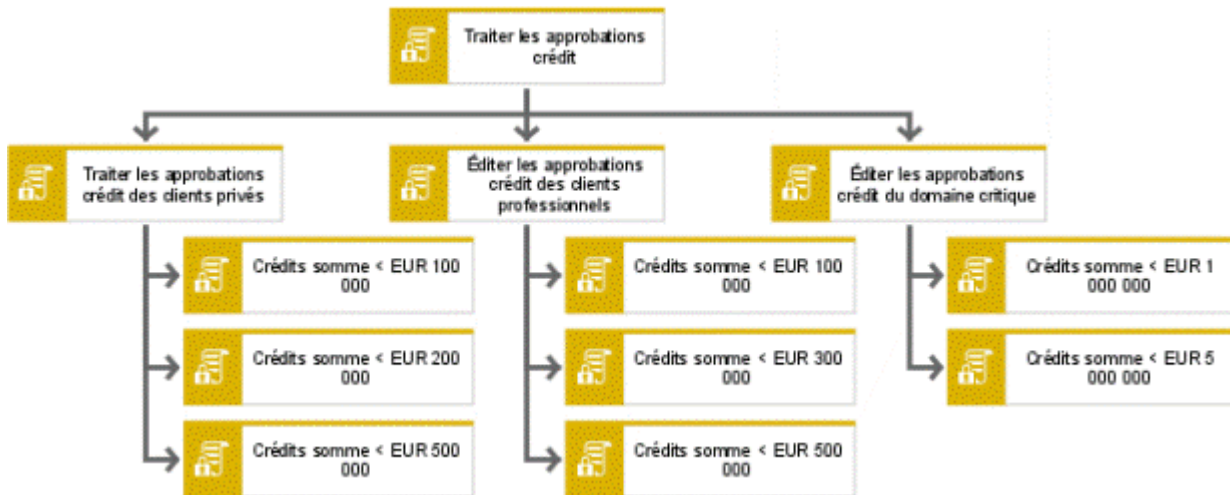 Traiter les approbations
crédit
Traiter les approbations
crédit des clients privés
Éditer les approbations
crédit des clients
professionnels
Éditer les approbations
crédit du domaine critique
Crédits somme < EUR 100
000
Crédits somme < EUR 200
000
Crédits somme < EUR 500
000
Crédits somme < EUR 100
000
Crédits somme < EUR 300
000
Crédits somme < EUR 500
000
Crédits somme < EUR 1
000 000
Crédits somme < EUR 5
000 000